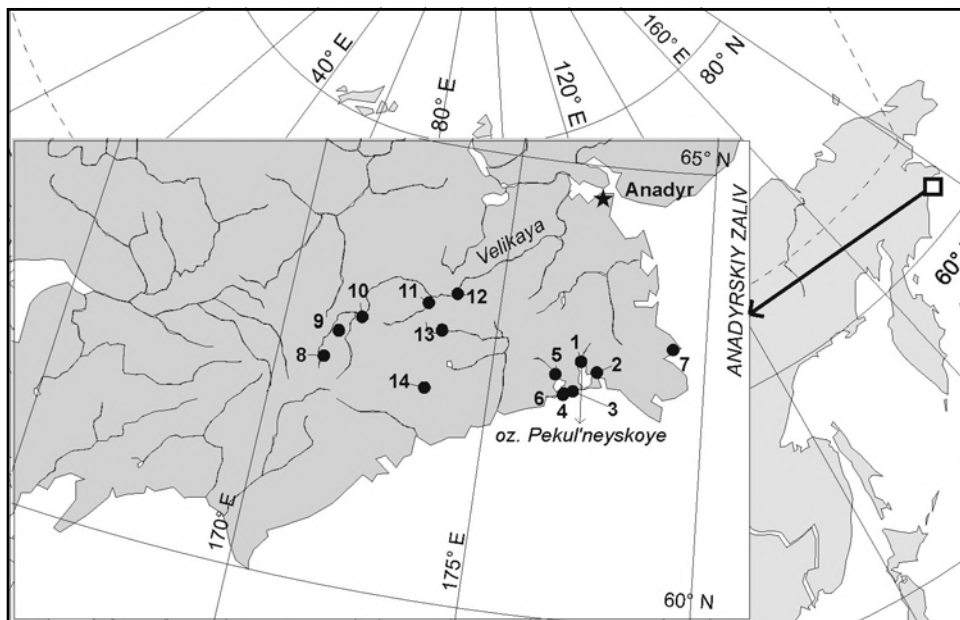 40° E
80° E
120° E
160° E
80° N
65° N
Anadyr
Velikaya
ANADYRSKIY ZALIV
60°
11
12
10
9
13
8
14
1
5
2
7
6
4
3
oz. Pekul'neyskoye
170° E
175° E
60° N